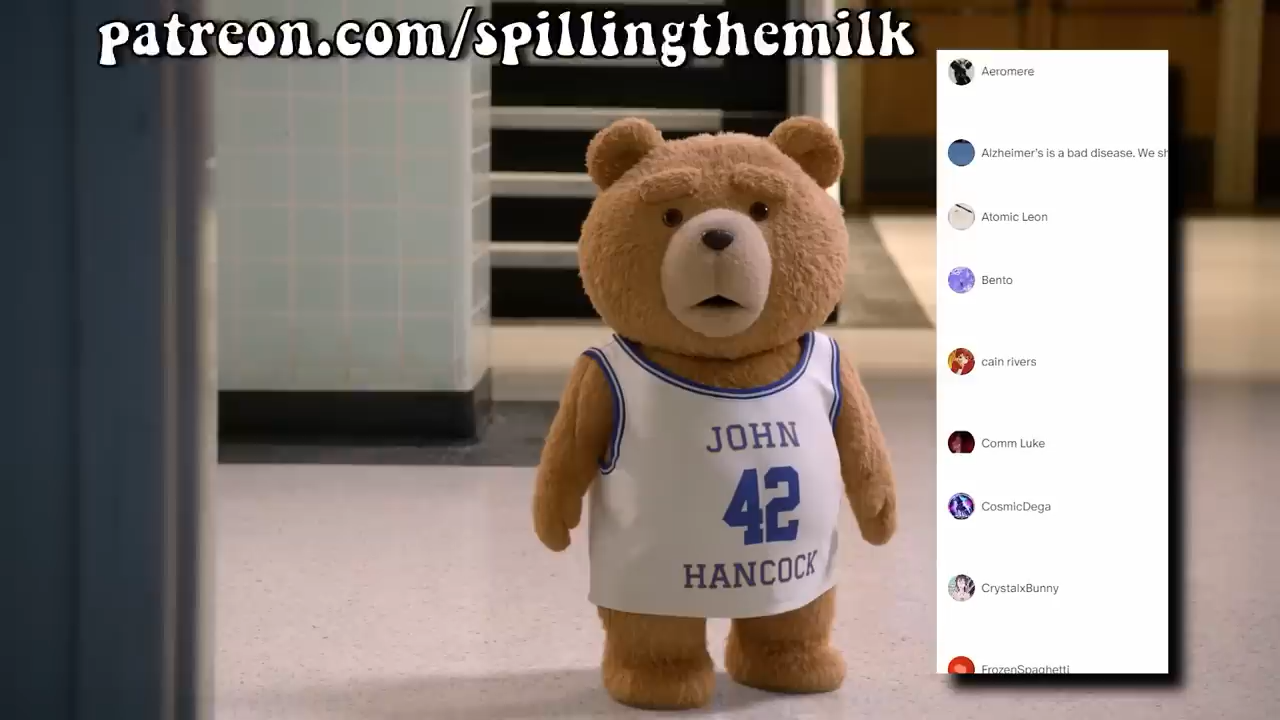 patreon.com/spillingthemilk
Aeromere
Alzheimer's is a bad disease. We sh
Atomic Leon
Bento
cain rivers
Comm Luke
CosmicDega
CrystalxBunny
FrozenSpaghetti
JOHN
42
HANCOCK